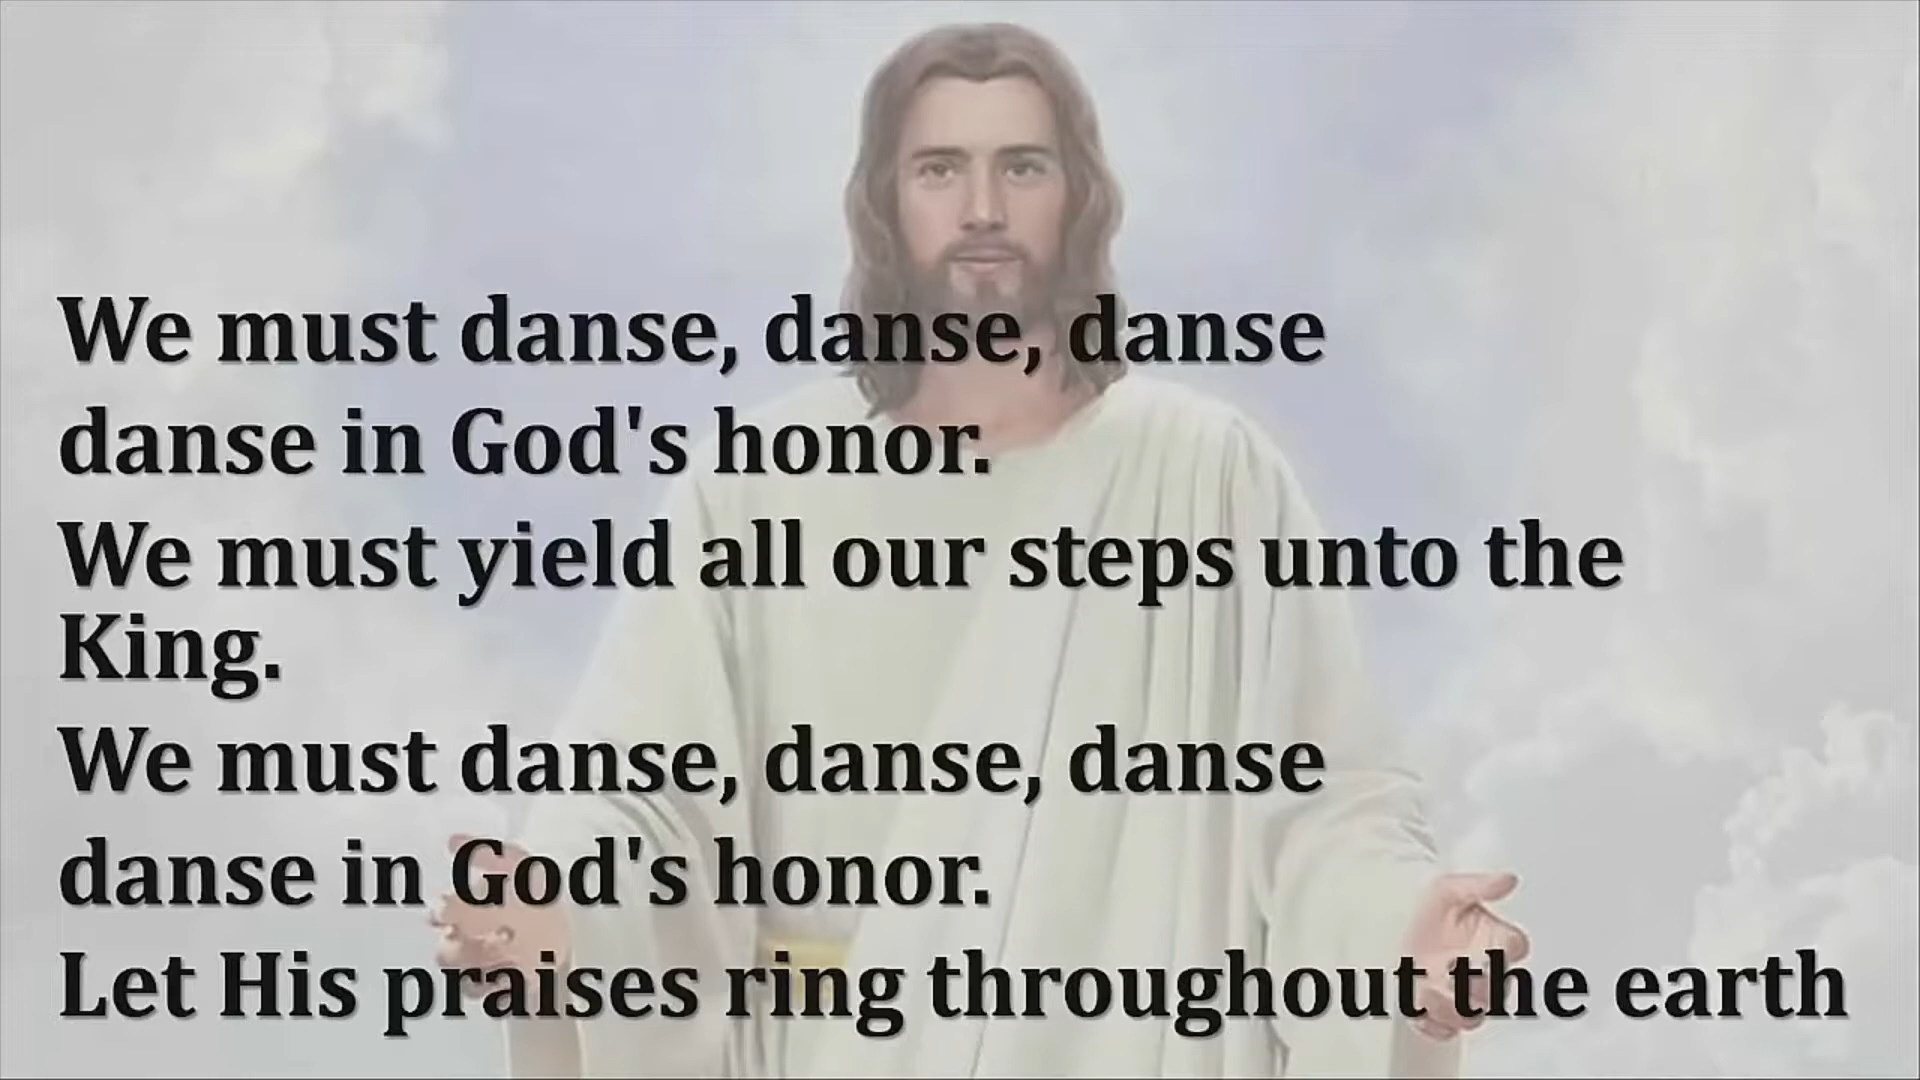 We must danse, danse, danse
danse in God's honor.
We must yield all our steps unto the
King.
We must danse, danse, danse
danse in God's honor.
Let His praises ring throughout the earth